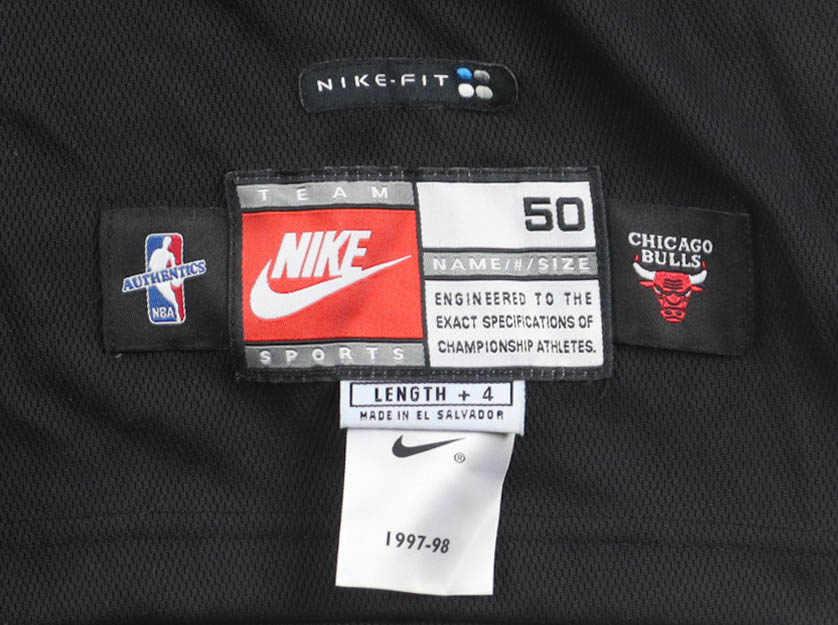 NIKE-FIT
TEAM
NIKE
SPORTS
50
NAME/#/SIZE
ENGINEERED TO THE
EXACT SPECIFICATIONS OF
CHAMPIONSHIP ATHLETES.
AUTHENTICS
NBA
CHICAGO
BULLS
LENGTH + 4
MADE IN EL SALVADOR
®
1997-98